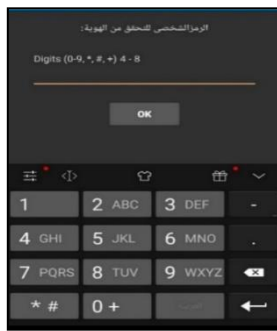 الرمزالشخصى للتحقق من الهوية:
Digits (0-9, *, #, +) 4 - 8
OK
1
2 ABC
3 DEF
-
4 GHI
5 JKL
6 MNO
.
7 PQRS
8 TUV
9 WXYZ
* #
0 +